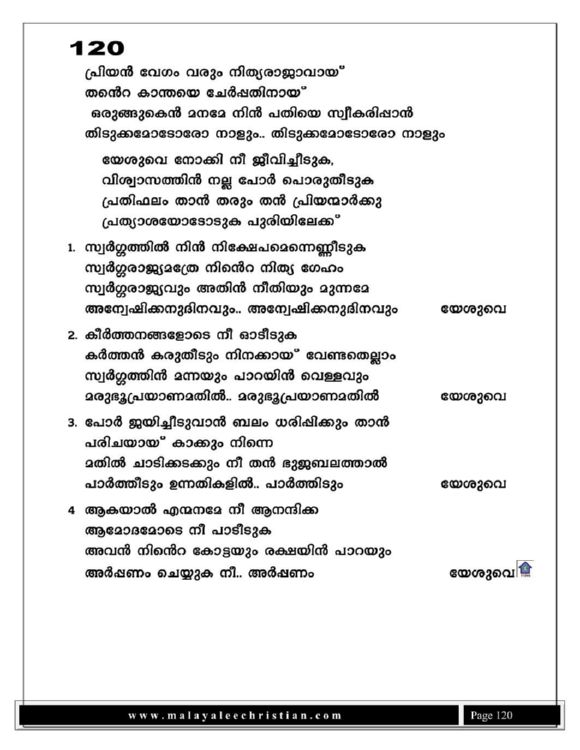 120
പ്രിയൻ വേഗം വരും നിത്യരാജാവായ്
തൻെറ കാന്തയെ ചേർപ്പതിനായ്
ഒരുങ്ങുകെൻ മനമേ നിൻ പതിയെ സ്വീകരിപ്പാൻ
തിടുക്കമോടോരോ നാളും.. തിടുക്കമോടോരോ നാളും
യേശുവെ നോക്കി നീ ജീവിച്ചീടുക,
വിശ്വാസത്തിൻ നല്ല പോർ പൊരുതീടുക
പ്രതിഫലം താൻ തരും തൻ പ്രിയന്മാർക്കു
പ്രത്യാശയോടോടുക പുരിയിലേക്ക്
1. സ്വർഗ്ഗത്തിൽ നിൻ നിക്ഷേപമെന്നെണ്ണീടുക
സ്വർഗ്ഗരാജ്യമത്രേ നിൻെറ നിത്യ ഗേഹം
സ്വർഗ്ഗരാജ്യവും അതിൻ നീതിയും മുന്നമേ
അന്വേഷിക്കനുദിനവും.. അന്വേഷിക്കനുദിനവും യേശുവെ
2. കീർത്തനങ്ങളോടെ നീ ഓടീടുക
കർത്തൻ കരുതീടും നിനക്കായ് വേണ്ടതെല്ലാം
സ്വർഗ്ഗത്തിൻ മന്നയും പാറയിൻ വെള്ളവും
മരുഭൂപ്രയാണമതിൽ.. മരുഭൂപ്രയാണമതിൽ യേശുവെ
3. പോർ ജയിച്ചീടുവാൻ ബലം ധരിപ്പിക്കും താൻ
പരിചയായ് കാക്കും നിന്നെ
മതിൽ ചാടിക്കടക്കും നീ തൻ ഭുജബലത്താൽ
പാർത്തീടും ഉന്നതികളിൽ.. പാർത്തിടും യേശുവെ
4 ആകയാൽ എന്മനമേ നീ ആനന്ദിക്ക
ആമോദമോടെ നീ പാടീടുക
അവൻ നിൻെറ കോട്ടയും രക്ഷയിൻ പാറയും
അർപ്പണം ചെയ്യുക നീ.. അർപ്പണം യേശുവെ
www.malayaleechristian.com Page 120